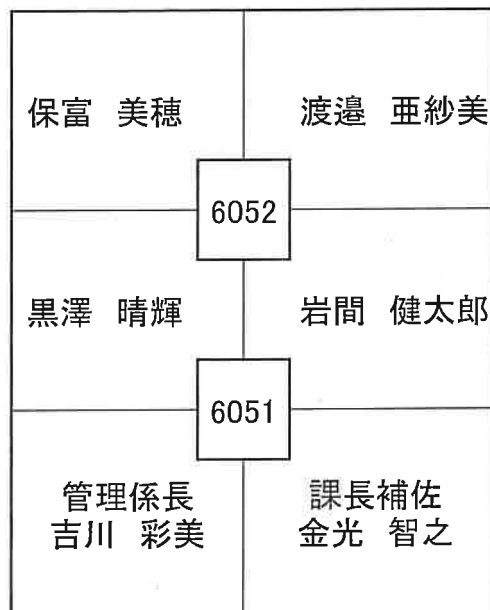 保富 美穂
渡邉 亜紗美
6052
黒澤 晴輝
岩間 健太郎
6051
管理係長
吉川 彩美
課長補佐
金光 智之